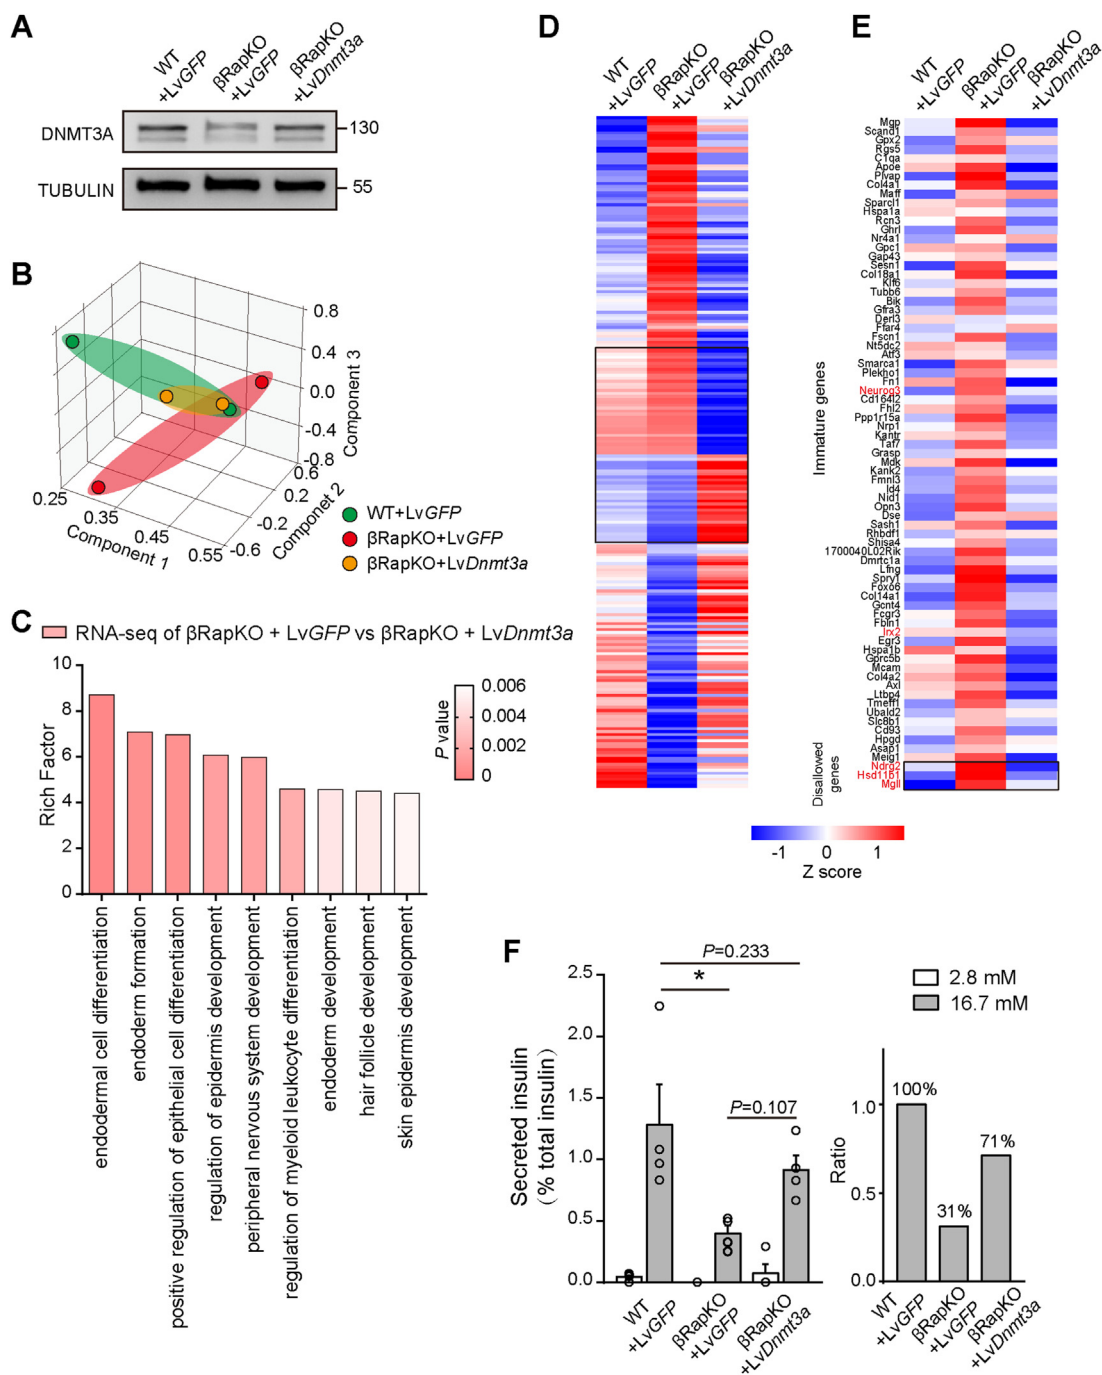 A
WT
+LvGFP
βRapKO
+LvGFP
βRapKO
+LvDnmt3a
DNMT3A
130
TUBULIN
55
B
0.8
0.4
0.0
-0.4
-0.8
Component 3
0.6
0.2
-0.2
-0.6
Componet 2
0.25
0.35
0.45
0.55
Component 1
WT+LvGFP
βRapKO+LvGFP
βRapKO+LvDnmt3a
C
RNA-seq of βRapKO + LvGFP vs βRapKO + LvDnmt3a
10
8
6
4
2
0
Rich Factor
0.006
0.004
0.002
0
P value
endodermal cell differentiation
endoderm formation
positive regulation of epithelial cell differentiation
regulation of epidermis development
peripheral nervous system development
regulation of myeloid leukocyte differentiation
endoderm development
hair follicle development
skin epidermis development
D
WT
+LvGFP
βRapKO
+LvGFP
βRapKO
+LvDnmt3a
E
WT
+LvGFP
βRapKO
+LvGFP
βRapKO
+LvDnmt3a
Mgp
Scand1
Gpx2
Rgs5
C1qa
Apoe
Plvap
Col4a1
Maff
Sparcl1
Hspa1a
Rcn3
Ghrl
Nr4a1
Gpc1
Gap43
Sesn1
Col18a1
Klf6
Tubb6
Bik
Gfra3
Derl3
Ffar4
Fscn1
Nt5dc2
Atf3
Smarca1
Plekho1
Fn1
Neurog3
Cd164l2
Fhl2
Ppp1r15a
Nrp1
Kantr
Taf7
Grasp
Mdk
Kank2
Fmnl3
Id4
Nid1
Opn3
Dse
Sash1
Rhbdf1
Shisa4
1700040L02Rik
Dmrtc1a
Lfng
Spry1
Foxo6
Col14a1
Gcnt4
Fcgr3
Fbln1
Irx2
Egr3
Hspa1b
Gprc5b
Mcam
Col4a2
Axl
Ltbp4
Tmeff1
Ubald2
Slc8b1
Cd93
Hpgd
Asap1
Meig1
Ndrg2
Hsd11b1
Mgll
Immature genes
Disallowed
genes
-1
0
1
Z score
F
2.5
2.0
1.5
1.0
0.5
0.0
Secreted insulin
(% total insulin)
P=0.233
*
P=0.107
WT
+LvGFP
βRapKO
+LvGFP
βRapKO
+LvDnmt3a
2.8 mM
16.7 mM
1.0
0.5
0.0
Ratio
100%
31%
71%
WT
+LvGFP
βRapKO
+LvGFP
βRapKO
+LvDnmt3a